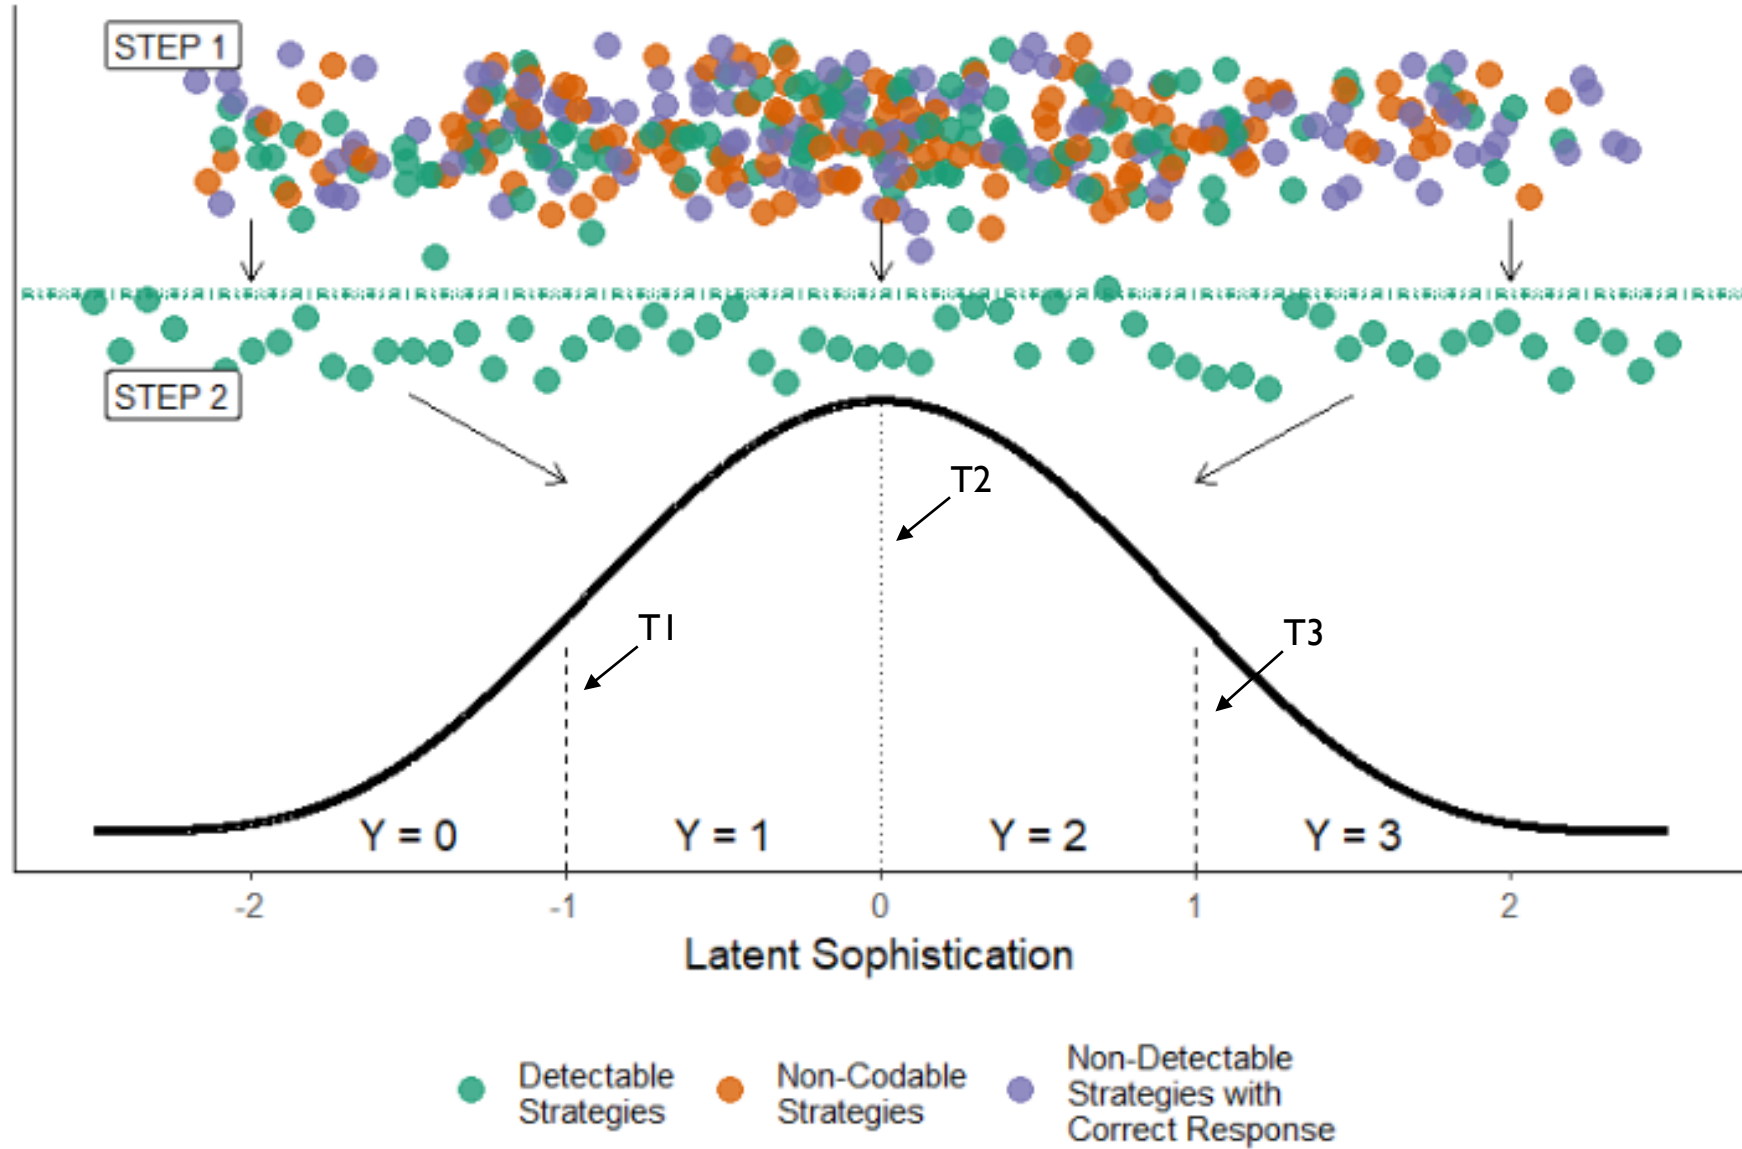 STEP 1
STEP 2
T2
T1
T3
Y = 0
Y = 1
Y = 2
Y = 3
-2
-1
0
1
2
Latent Sophistication
Detectable
Strategies
Non-Codable
Strategies
Non-Detectable
Strategies with
Correct Response